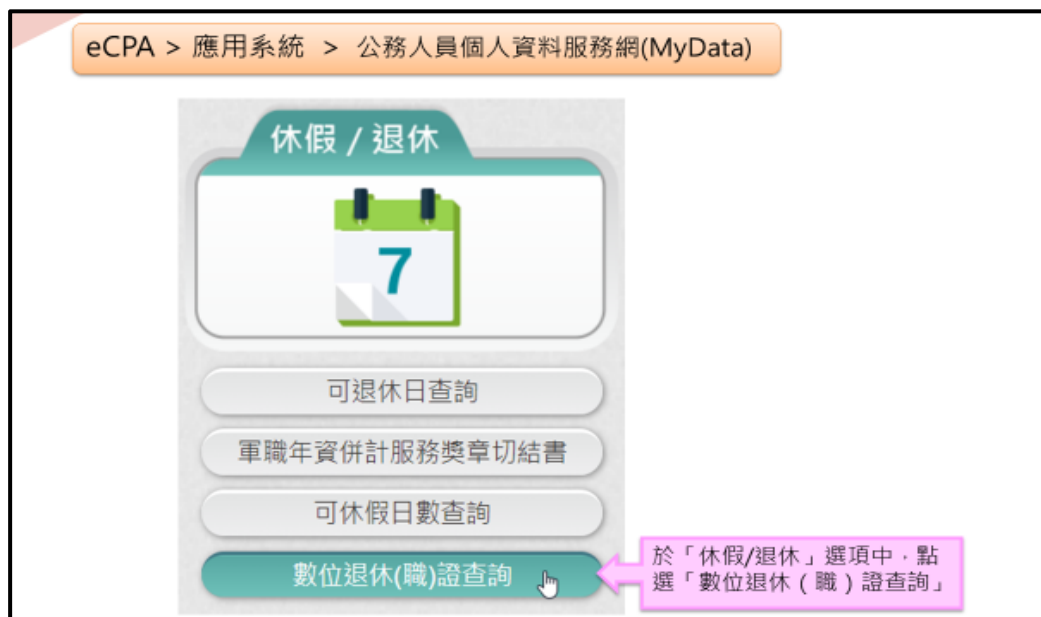 eCPA > 應用系統 > 公務人員個人資料服務網(MyData)
休假 / 退休
7
可退休日查詢
軍職年資併計服務獎章切結書
可休假日數查詢
數位退休(職)證查詢
於「休假/退休」選項中，點
選「數位退休（職）證查詢」